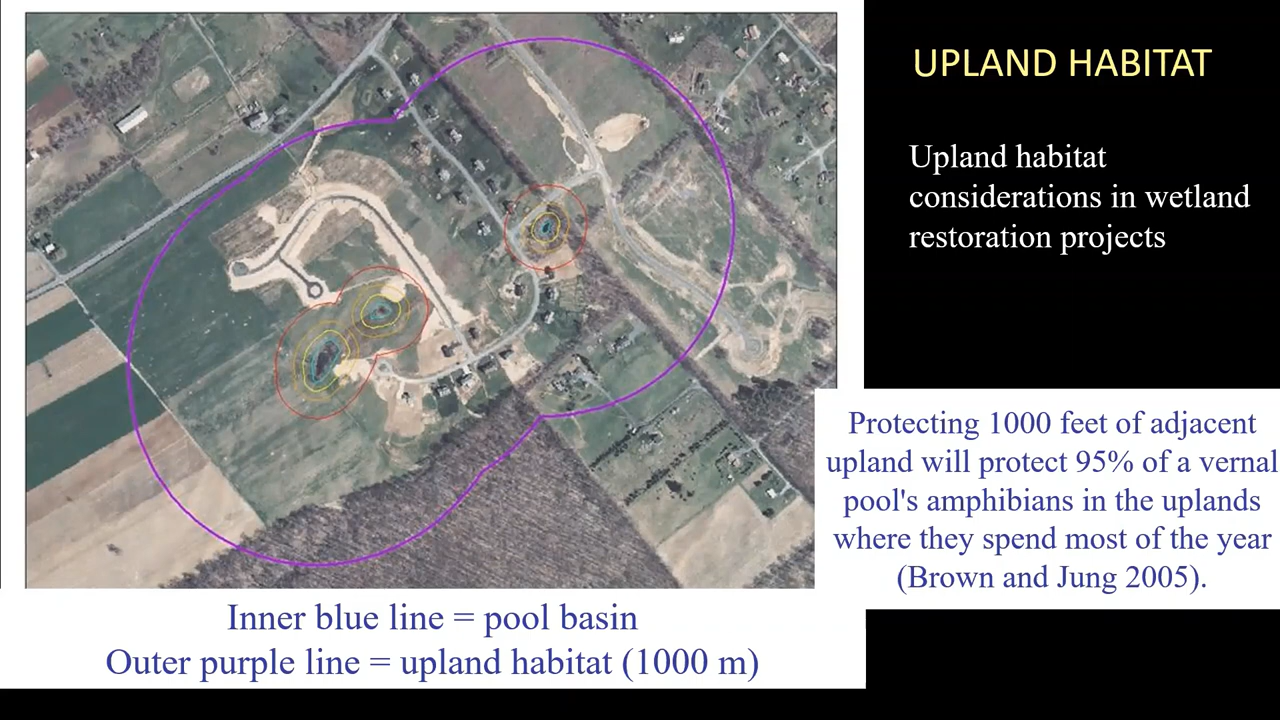 UPLAND HABITAT
Upland habitat
considerations in wetland
restoration projects
Protecting 1000 feet of adjacent
upland will protect 95% of a vernal
pool's amphibians in the uplands
where they spend most of the year
(Brown and Jung 2005).
Inner blue line = pool basin
Outer purple line = upland habitat (1000 m)